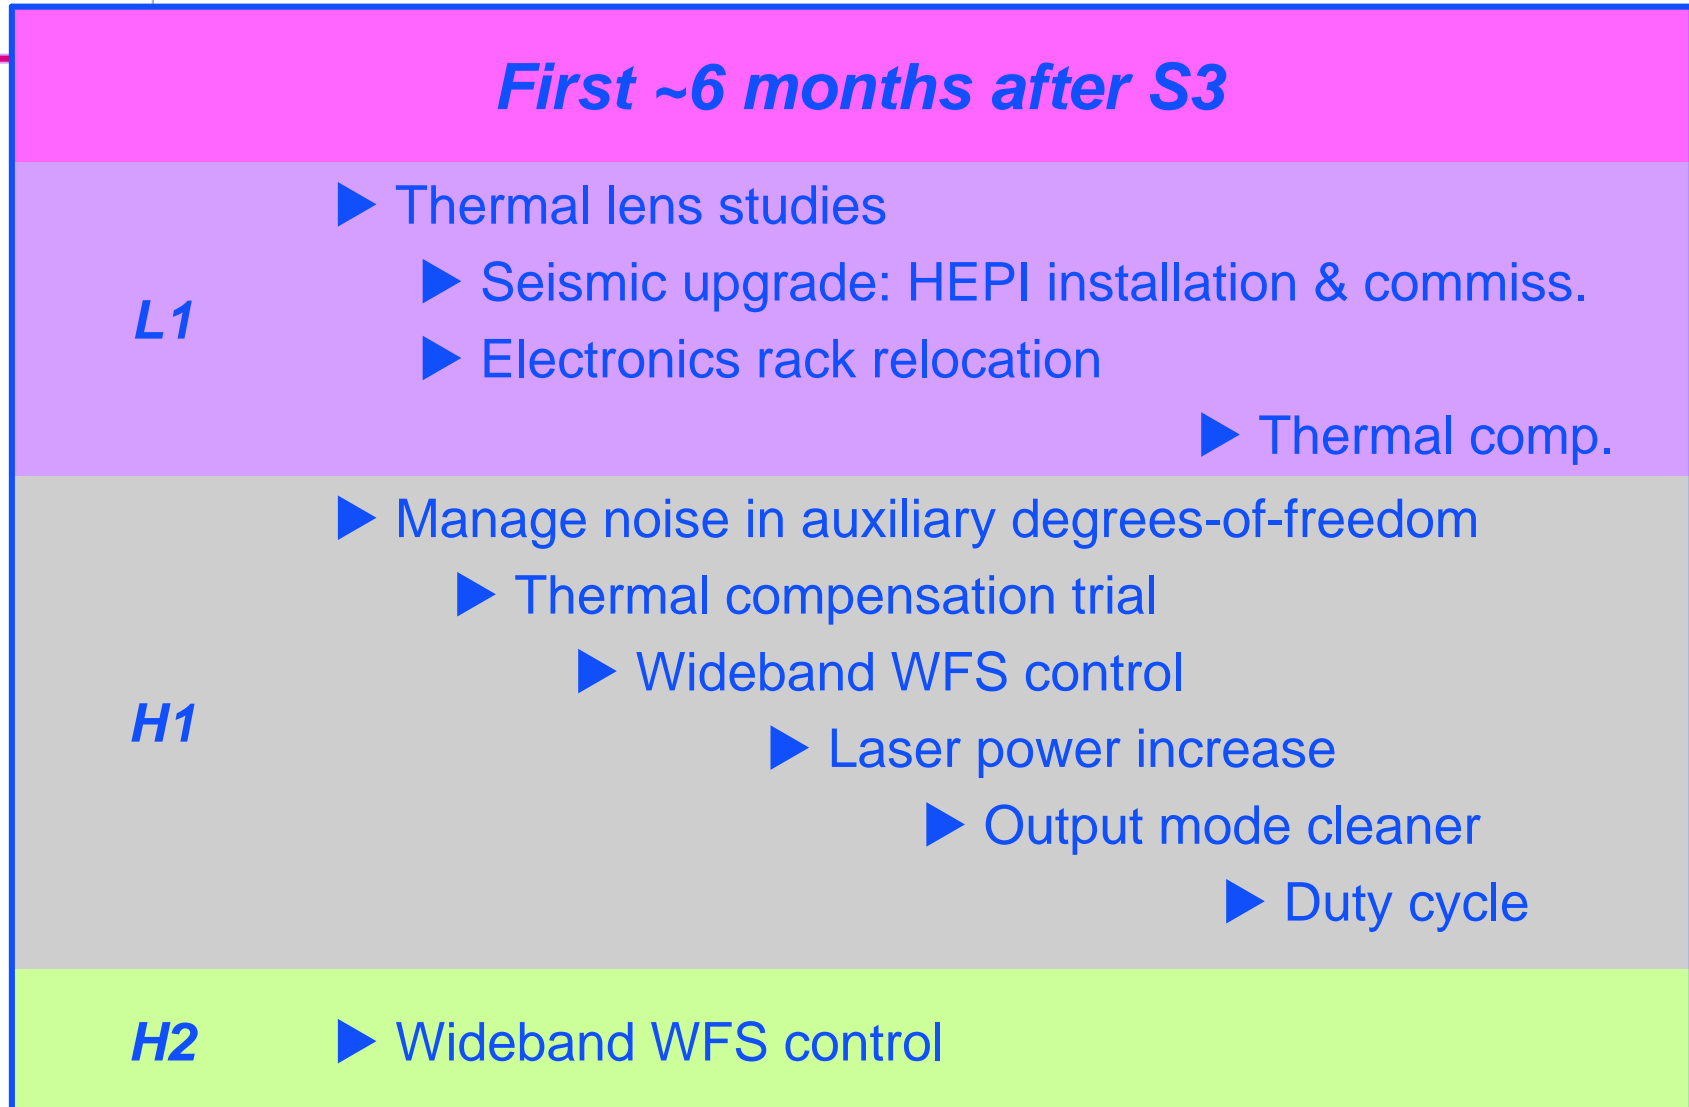 First ~6 months after S3
L1
▶ Thermal lens studies
▶ Seismic upgrade: HEPI installation & commiss.
▶ Electronics rack relocation
▶ Thermal comp.
H1
▶ Manage noise in auxiliary degrees-of-freedom
▶ Thermal compensation trial
▶ Wideband WFS control
▶ Laser power increase
▶ Output mode cleaner
▶ Duty cycle
H2
▶ Wideband WFS control